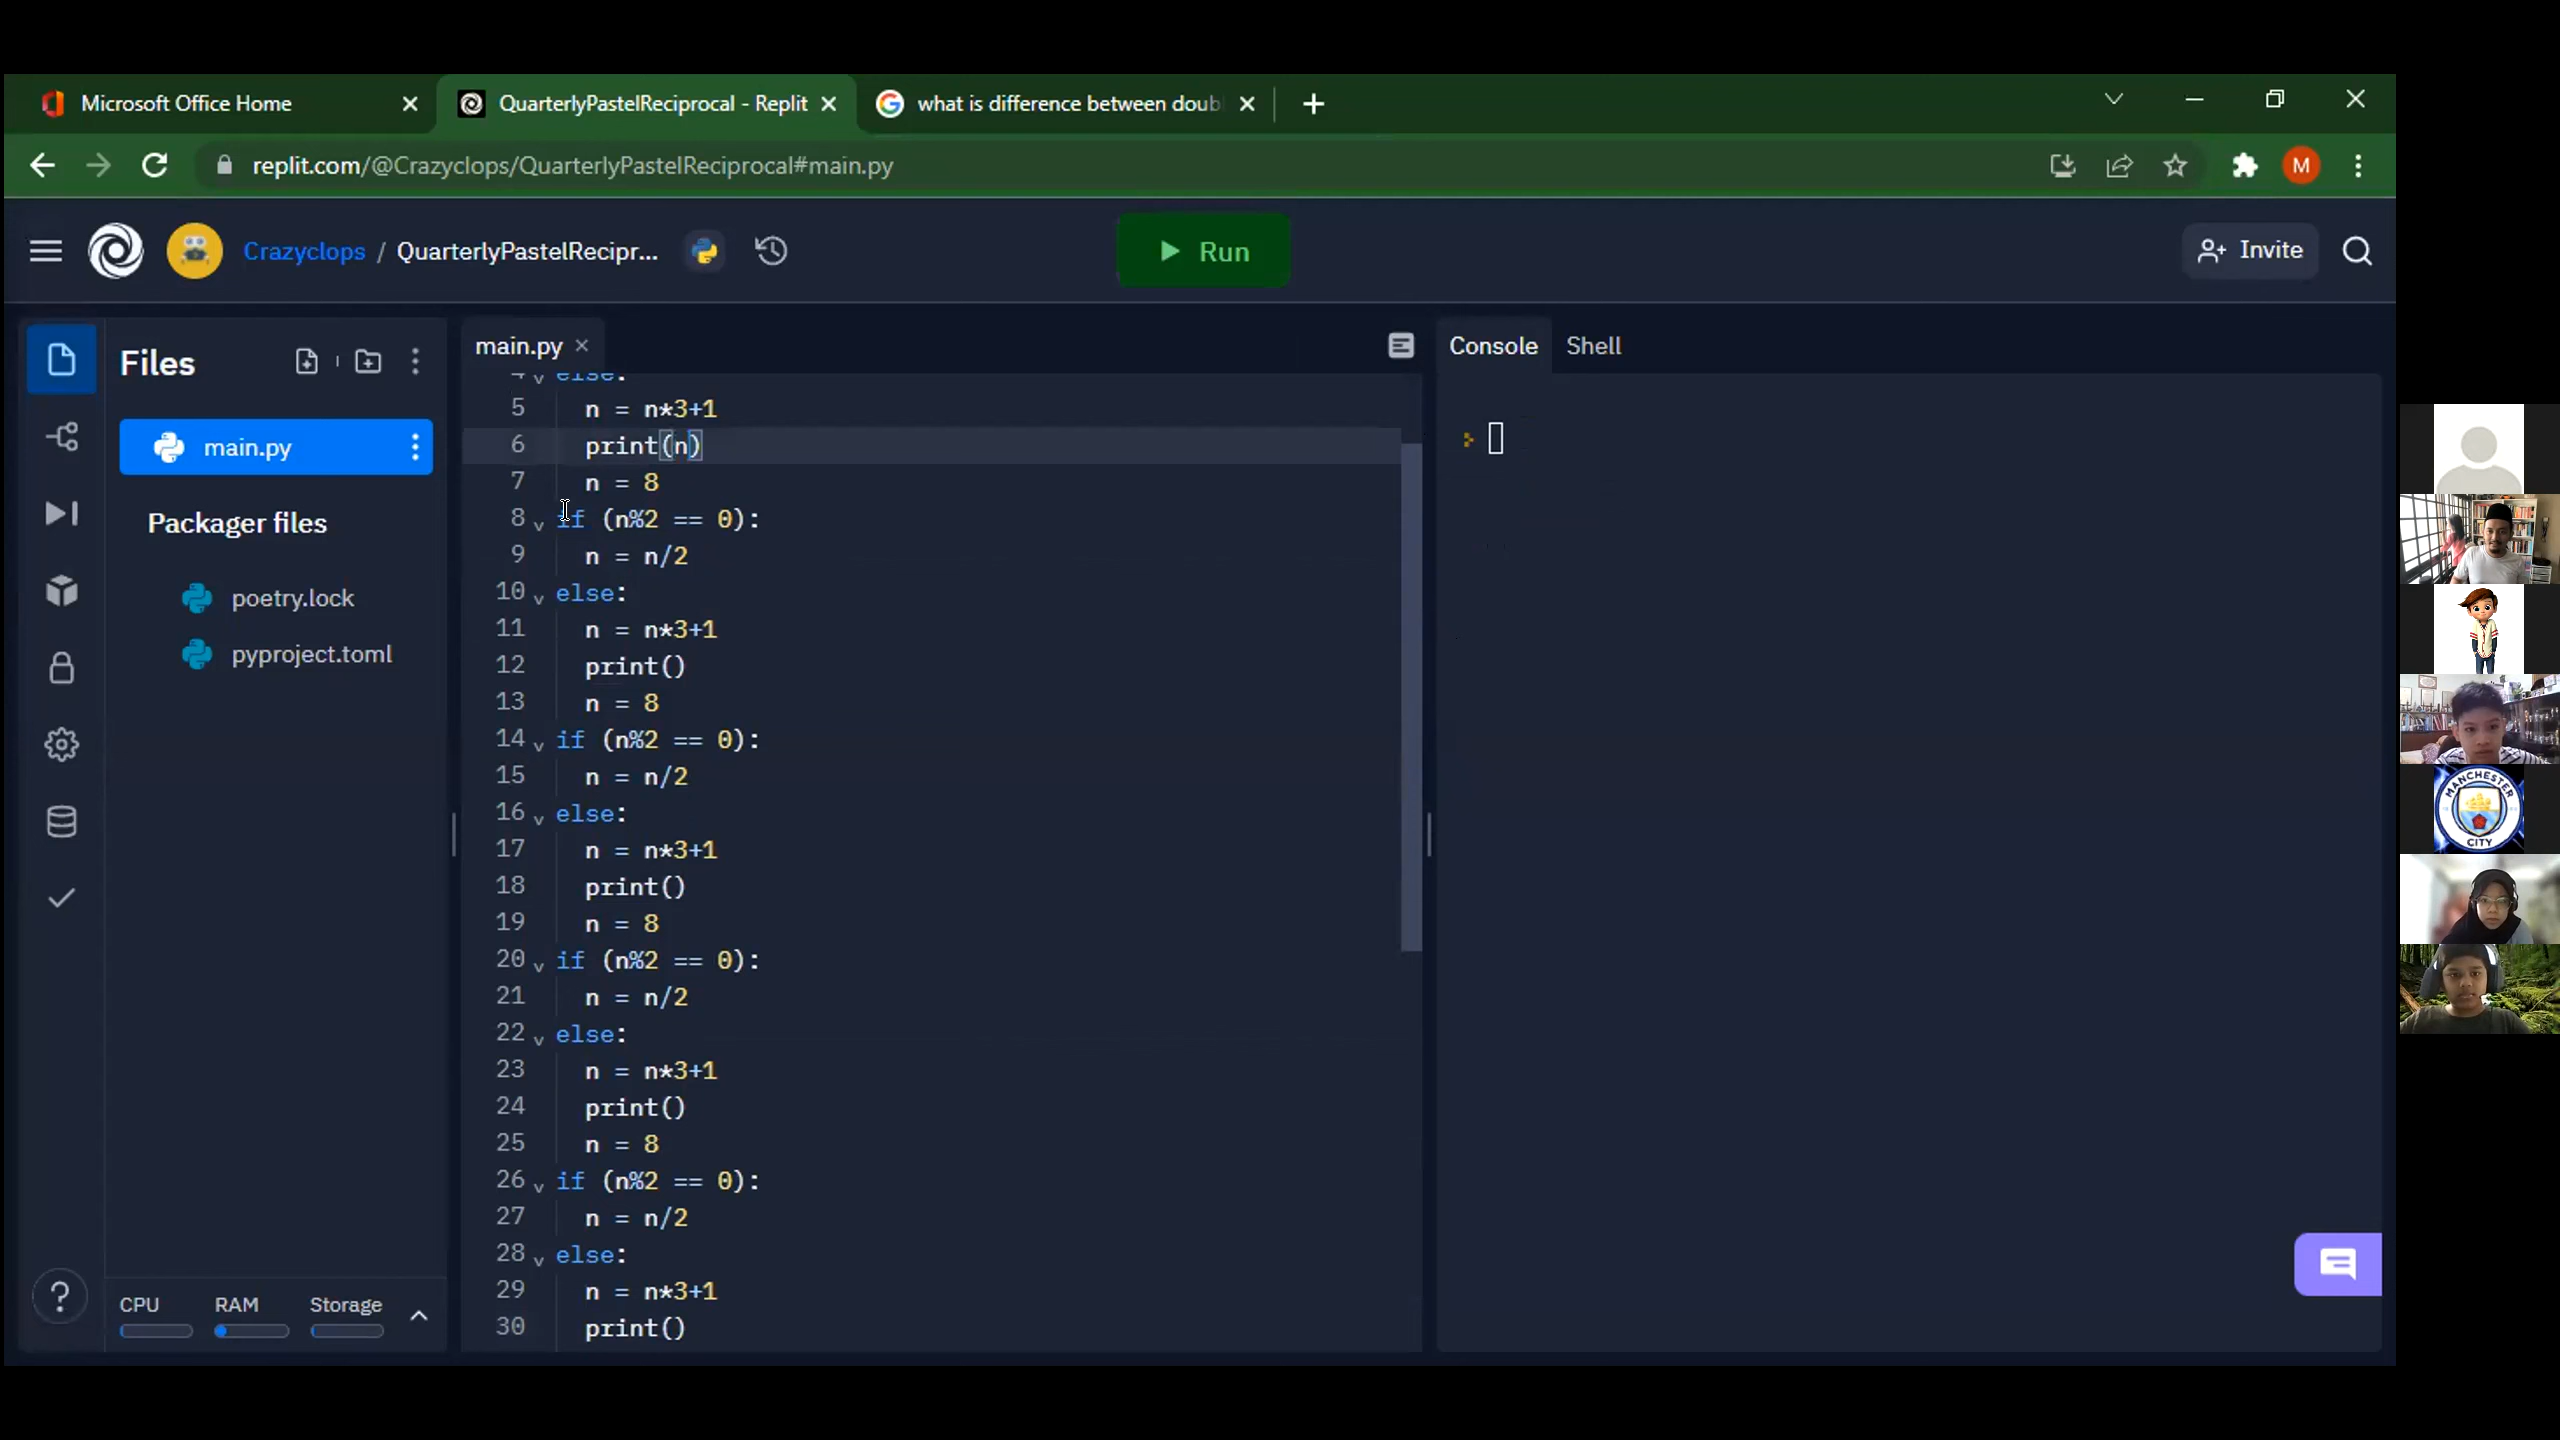 Microsoft Office Home
QuarterlyPastelReciprocal - Replit
what is difference between doub
replit.com/@Crazyclops/QuarterlyPastelReciprocal#main.py
M
Crazyclops / QuarterlyPastelRecipr...
Run
Invite
Files
main.py
Packager files
poetry.lock
pyproject.toml
CPU
RAM
Storage
main.py
4 else:
5 n = n*3+1
6 print(n)
7 n = 8
8 if (n%2 == 0):
9 n = n/2
10 else:
11 n = n*3+1
12 print()
13 n = 8
14 if (n%2 == 0):
15 n = n/2
16 else:
17 n = n*3+1
18 print()
19 n = 8
20 if (n%2 == 0):
21 n = n/2
22 else:
23 n = n*3+1
24 print()
25 n = 8
26 if (n%2 == 0):
27 n = n/2
28 else:
29 n = n*3+1
30 print()
Console
Shell
MANCHESTER
CITY